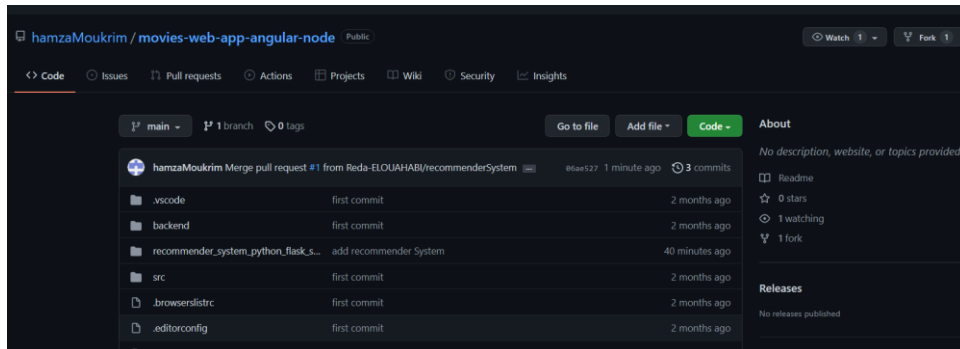 hamzaMoukrim / movies-web-app-angular-node Public Watch 1 Fork 1
Code Issues Pull requests Actions Projects Wiki Security Insights
main 1 branch 0 tags Go to file Add file Code
hamzaMoukrim Merge pull request #1 from Reda-ELOUAHABI/recommenderSystem ... 06ae527 1 minute ago 3 commits
.vscode first commit 2 months ago
backend first commit 2 months ago
recommender_system_python_flask_s... add recommender System 40 minutes ago
src first commit 2 months ago
.browserslistrc first commit 2 months ago
.editorconfig first commit 2 months ago
About
No description, website, or topics provided
Readme
0 stars
1 watching
1 fork
Releases
No releases published